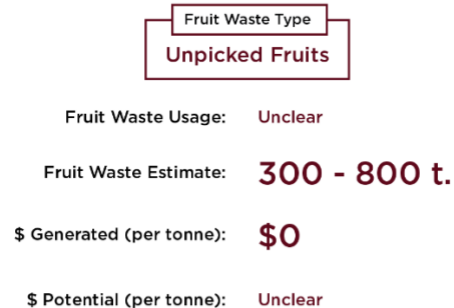 Fruit Waste Type
Unpicked Fruits
Fruit Waste Usage: Unclear
Fruit Waste Estimate: 300 - 800 t.
$ Generated (per tonne): $0
$ Potential (per tonne): Unclear